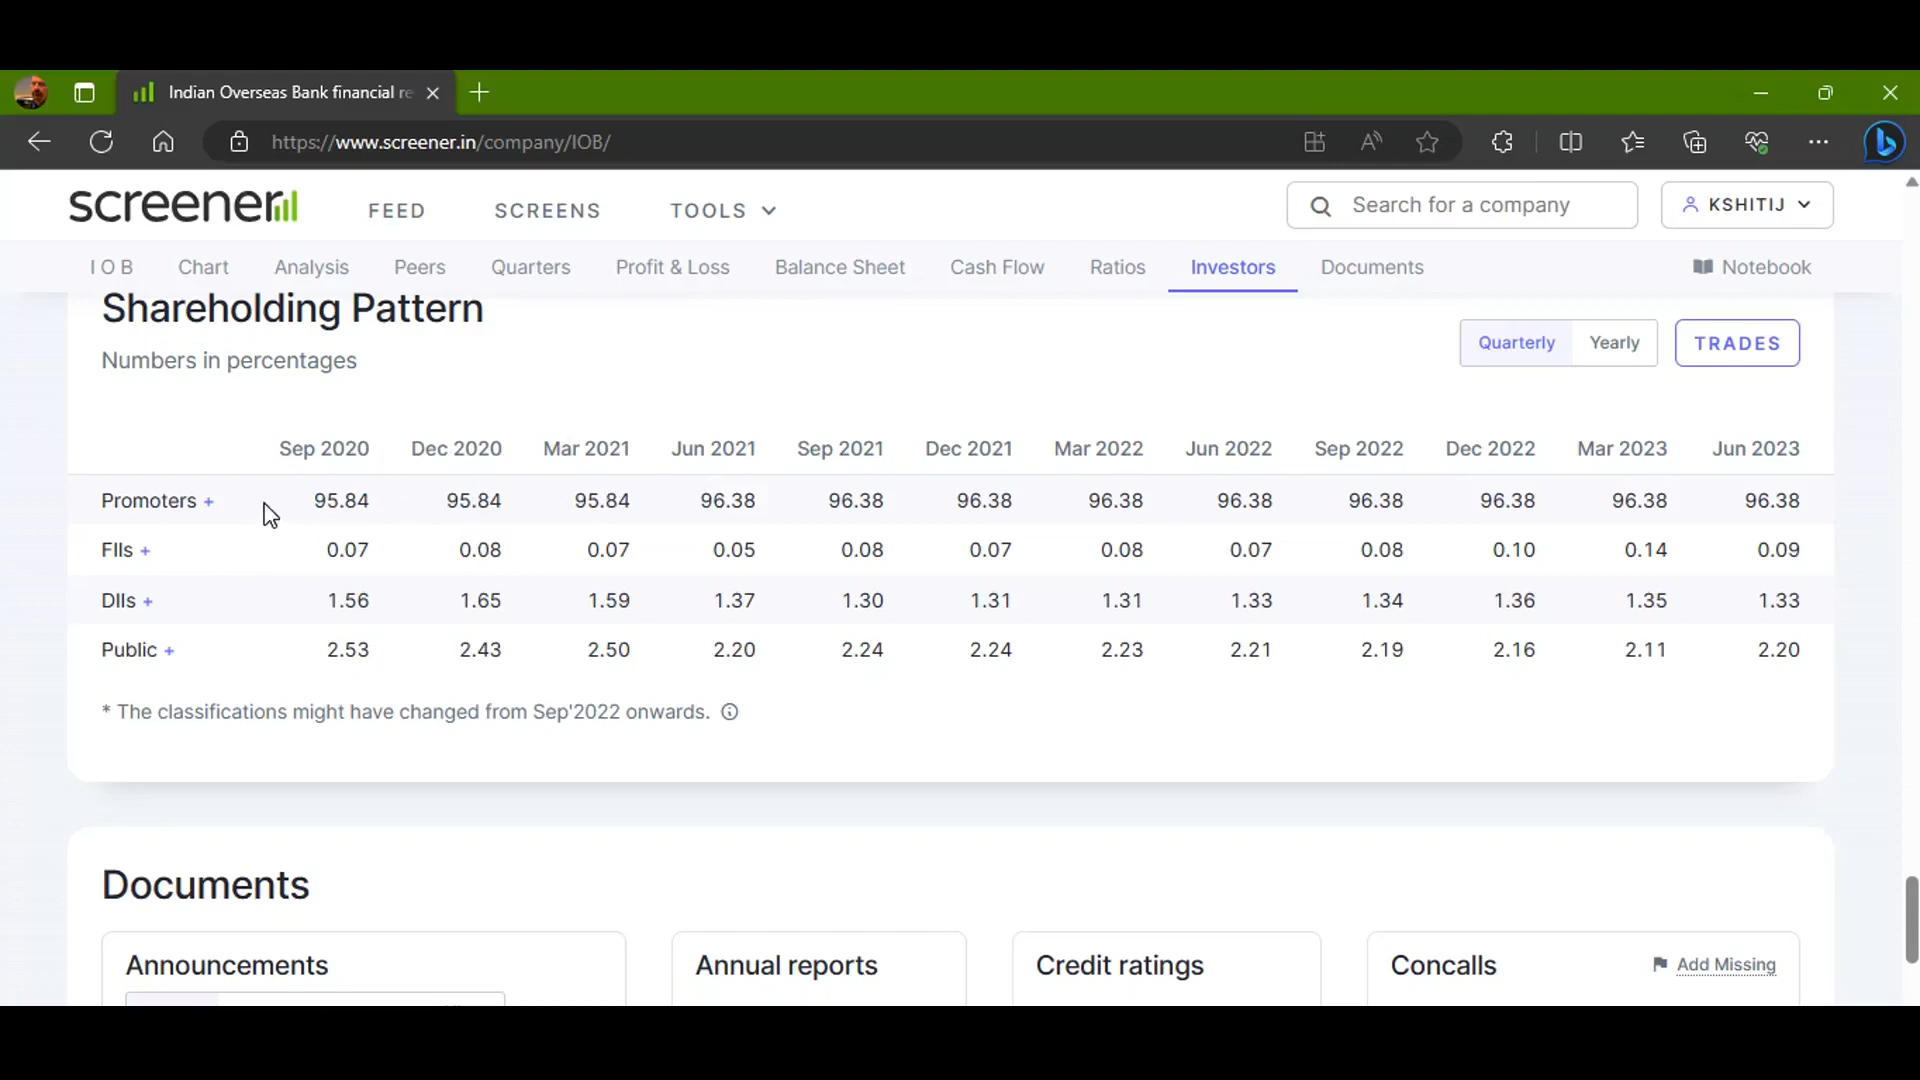 Indian Overseas Bank financial re
https://www.screener.in/company/IOB/
screener
FEED SCREENS TOOLS
Search for a company
KSHITIJ
I O B Chart Analysis Peers Quarters Profit & Loss Balance Sheet Cash Flow Ratios Investors Documents Notebook
Shareholding Pattern
Numbers in percentages
Quarterly Yearly TRADES
Sep 2020 Dec 2020 Mar 2021 Jun 2021 Sep 2021 Dec 2021 Mar 2022 Jun 2022 Sep 2022 Dec 2022 Mar 2023 Jun 2023
Promoters + 95.84 95.84 95.84 96.38 96.38 96.38 96.38 96.38 96.38 96.38 96.38 96.38
FIIs + 0.07 0.08 0.07 0.05 0.08 0.07 0.08 0.07 0.08 0.10 0.14 0.09
DIIs + 1.56 1.65 1.59 1.37 1.30 1.31 1.31 1.33 1.34 1.36 1.35 1.33
Public + 2.53 2.43 2.50 2.20 2.24 2.24 2.23 2.21 2.19 2.16 2.11 2.20
* The classifications might have changed from Sep'2022 onwards.
Documents
Announcements Annual reports Credit ratings Concalls Add Missing